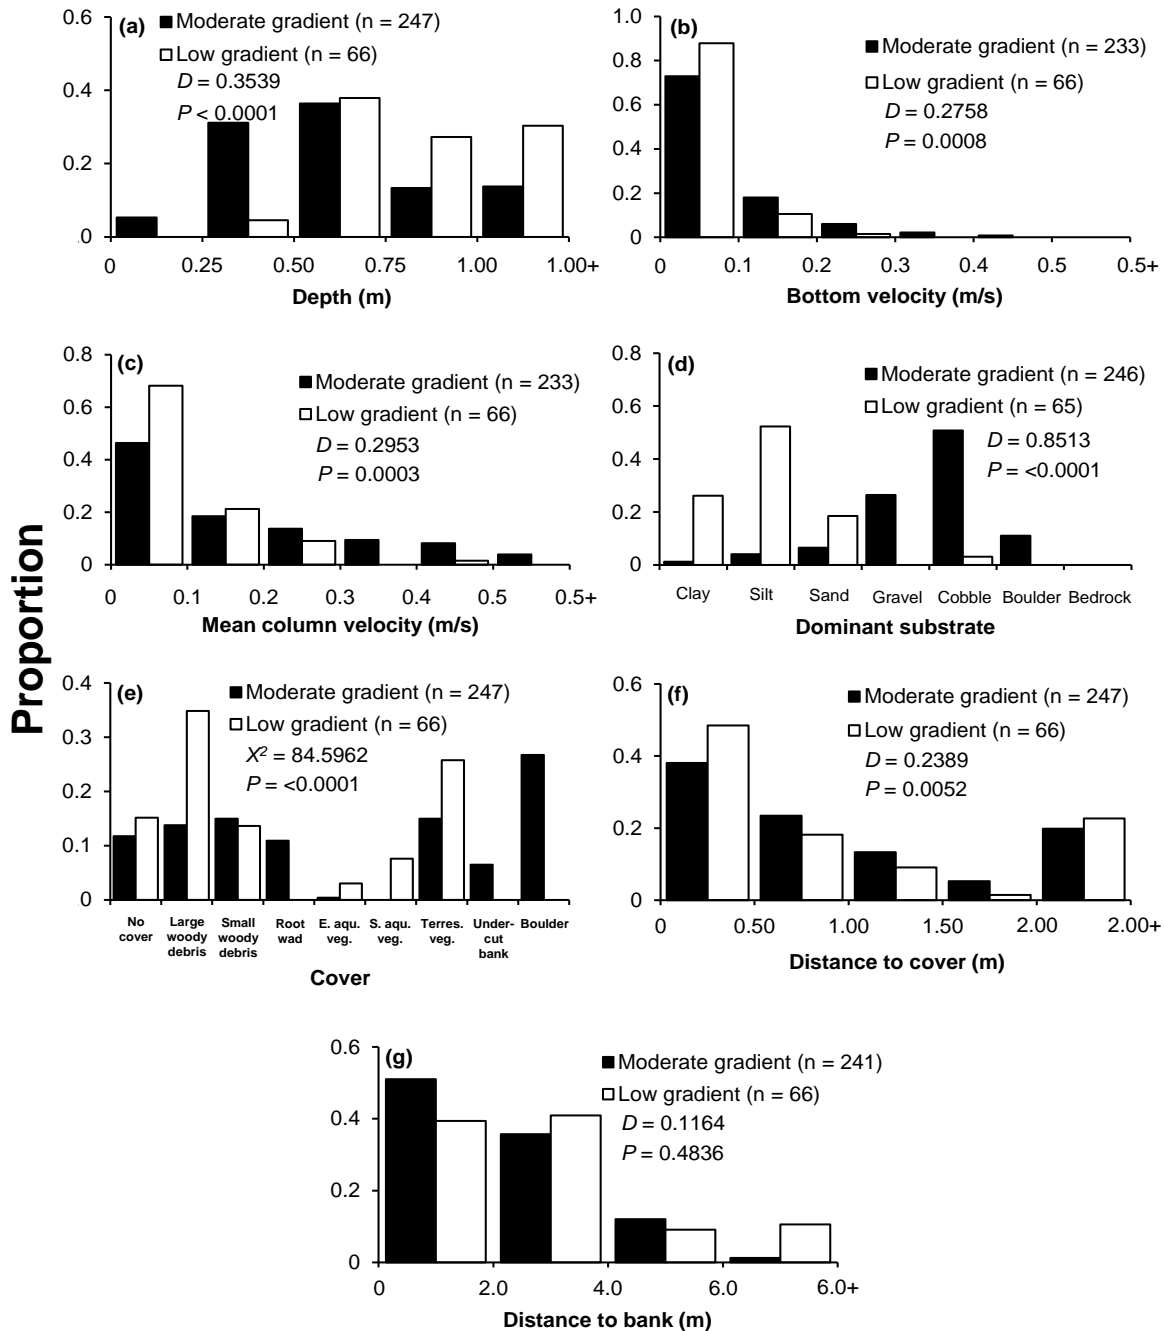 Proportion
(a)
Moderate gradient (n = 247)
Low gradient (n = 66)
D = 0.3539
P < 0.0001
0.6
0.4
0.2
.0
0 0.25 0.50 0.75 1.00 1.00+
Depth (m)
(b)
Moderate gradient (n = 233)
Low gradient (n = 66)
D = 0.2758
P = 0.0008
1.0
0.8
0.6
0.4
0.2
0
0 0.1 0.2 0.3 0.4 0.5 0.5+
Bottom velocity (m/s)
(c)
Moderate gradient (n = 233)
Low gradient (n = 66)
D = 0.2953
P = 0.0003
0.8
0.6
0.4
0.2
0
0 0.1 0.2 0.3 0.4 0.5 0.5+
Mean column velocity (m/s)
(d)
Moderate gradient (n = 246)
Low gradient (n = 65)
D = 0.8513
P = <0.0001
0.8
0.6
0.4
0.2
0
Clay Silt Sand Gravel Cobble Boulder Bedrock
Dominant substrate
(e)
Moderate gradient (n = 247)
Low gradient (n = 66)
X² = 84.5962
P = <0.0001
0.4
0.3
0.2
0.1
0
No Large Small Root E. aqu. S. aqu. Terres. Under- Boulder
cover woody woody wad veg. veg. veg. cut
debris debris bank
Cover
(f)
Moderate gradient (n = 247)
Low gradient (n = 66)
D = 0.2389
P = 0.0052
0.6
0.4
0.2
0
0 0.50 1.00 1.50 2.00 2.00+
Distance to cover (m)
(g)
Moderate gradient (n = 241)
Low gradient (n = 66)
D = 0.1164
P = 0.4836
0.6
0.4
0.2
0
0 2.0 4.0 6.0 6.0+
Distance to bank (m)